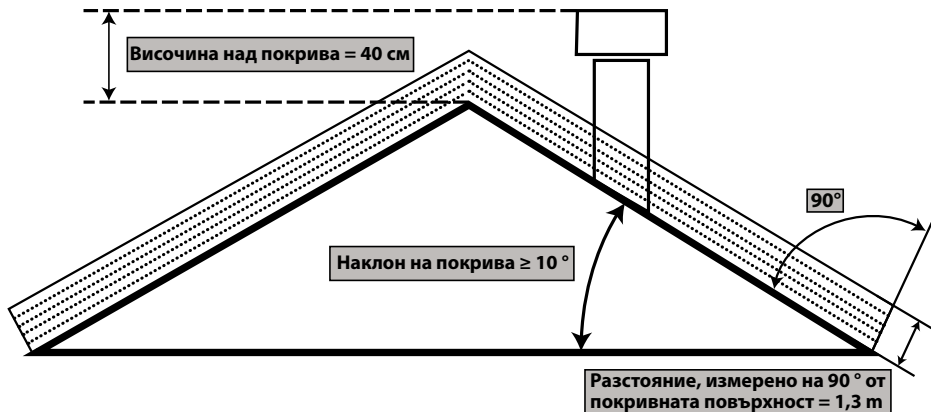 Височина над покрива = 40 см
90°
Наклон на покрива ≥ 10 °
Разстояние, измерено на 90 ° от
покривната повърхност = 1,3 m